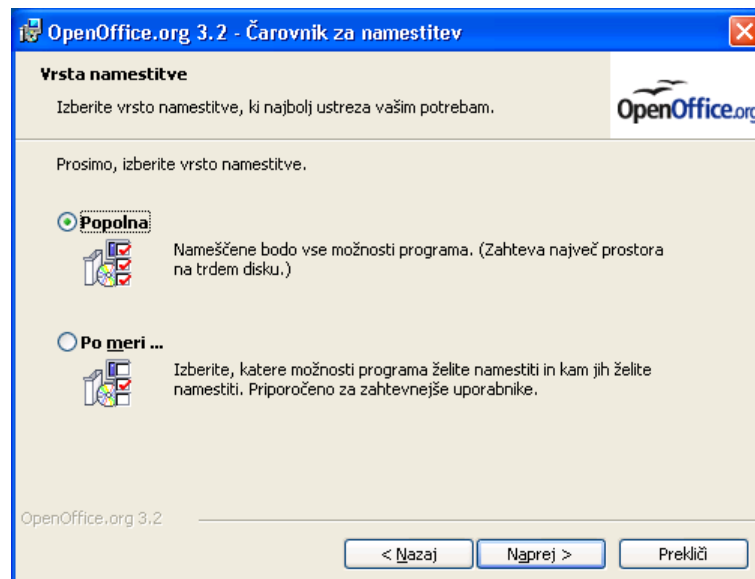 OpenOffice.org 3.2 - Čarovnik za namestitev
Vrsta namestitve
Izberite vrsto namestitve, ki najbolj ustreza vašim potrebam.
OpenOffice.org
Prosimo, izberite vrsto namestitve.
Popolna
Nameščene bodo vse možnosti programa. (Zahteva največ prostora
na trdem disku.)
Po meri ...
Izberite, katere možnosti programa želite namestiti in kam jih želite
namestiti. Priporočeno za zahtevnejše uporabnike.
OpenOffice.org 3.2
< Nazaj
Naprej >
Prekliči